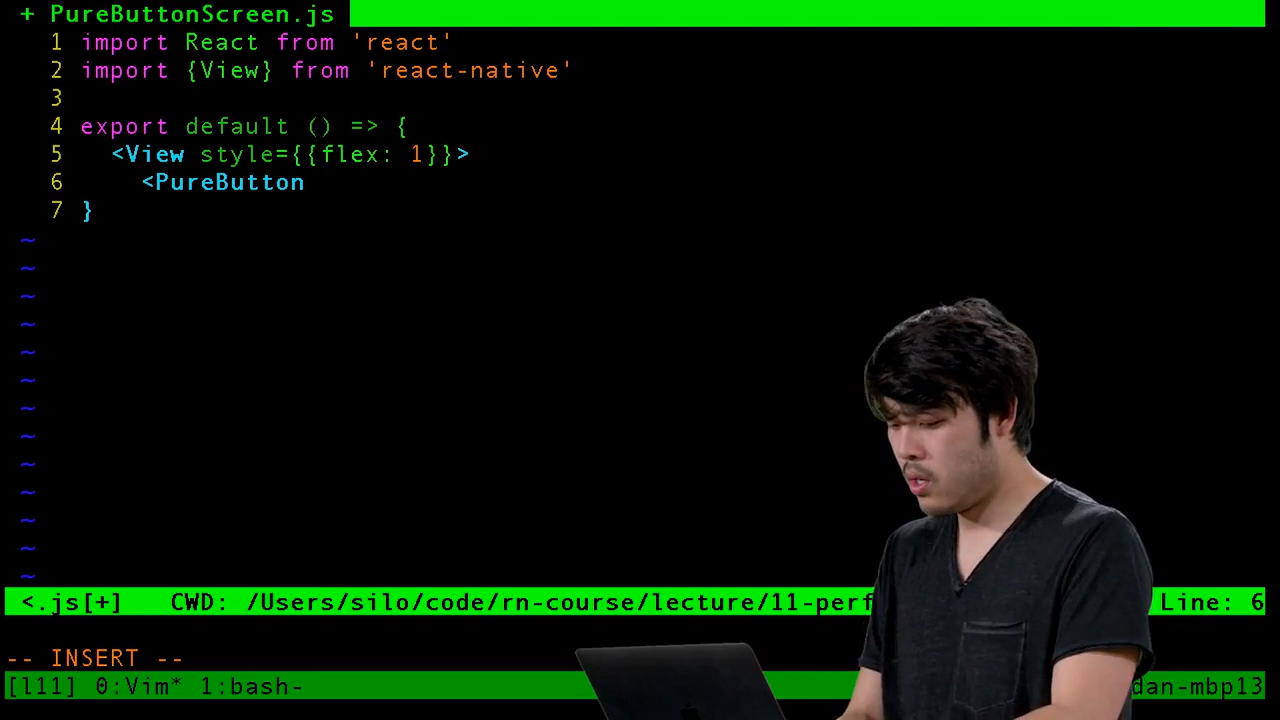 + PureButtonScreen.js
1 import React from 'react'
2 import {View} from 'react-native'
3
4 export default () => {
5   <View style={{flex: 1}}>
6     <PureButton
7 }
~
~
~
~
~
~
~
~
~
~
~
~
~
<.js[+]   CWD: /Users/silo/code/rn-course/lecture/11-perf Line: 6
-- INSERT --
[l11] 0:Vim* 1:bash- dan-mbp13